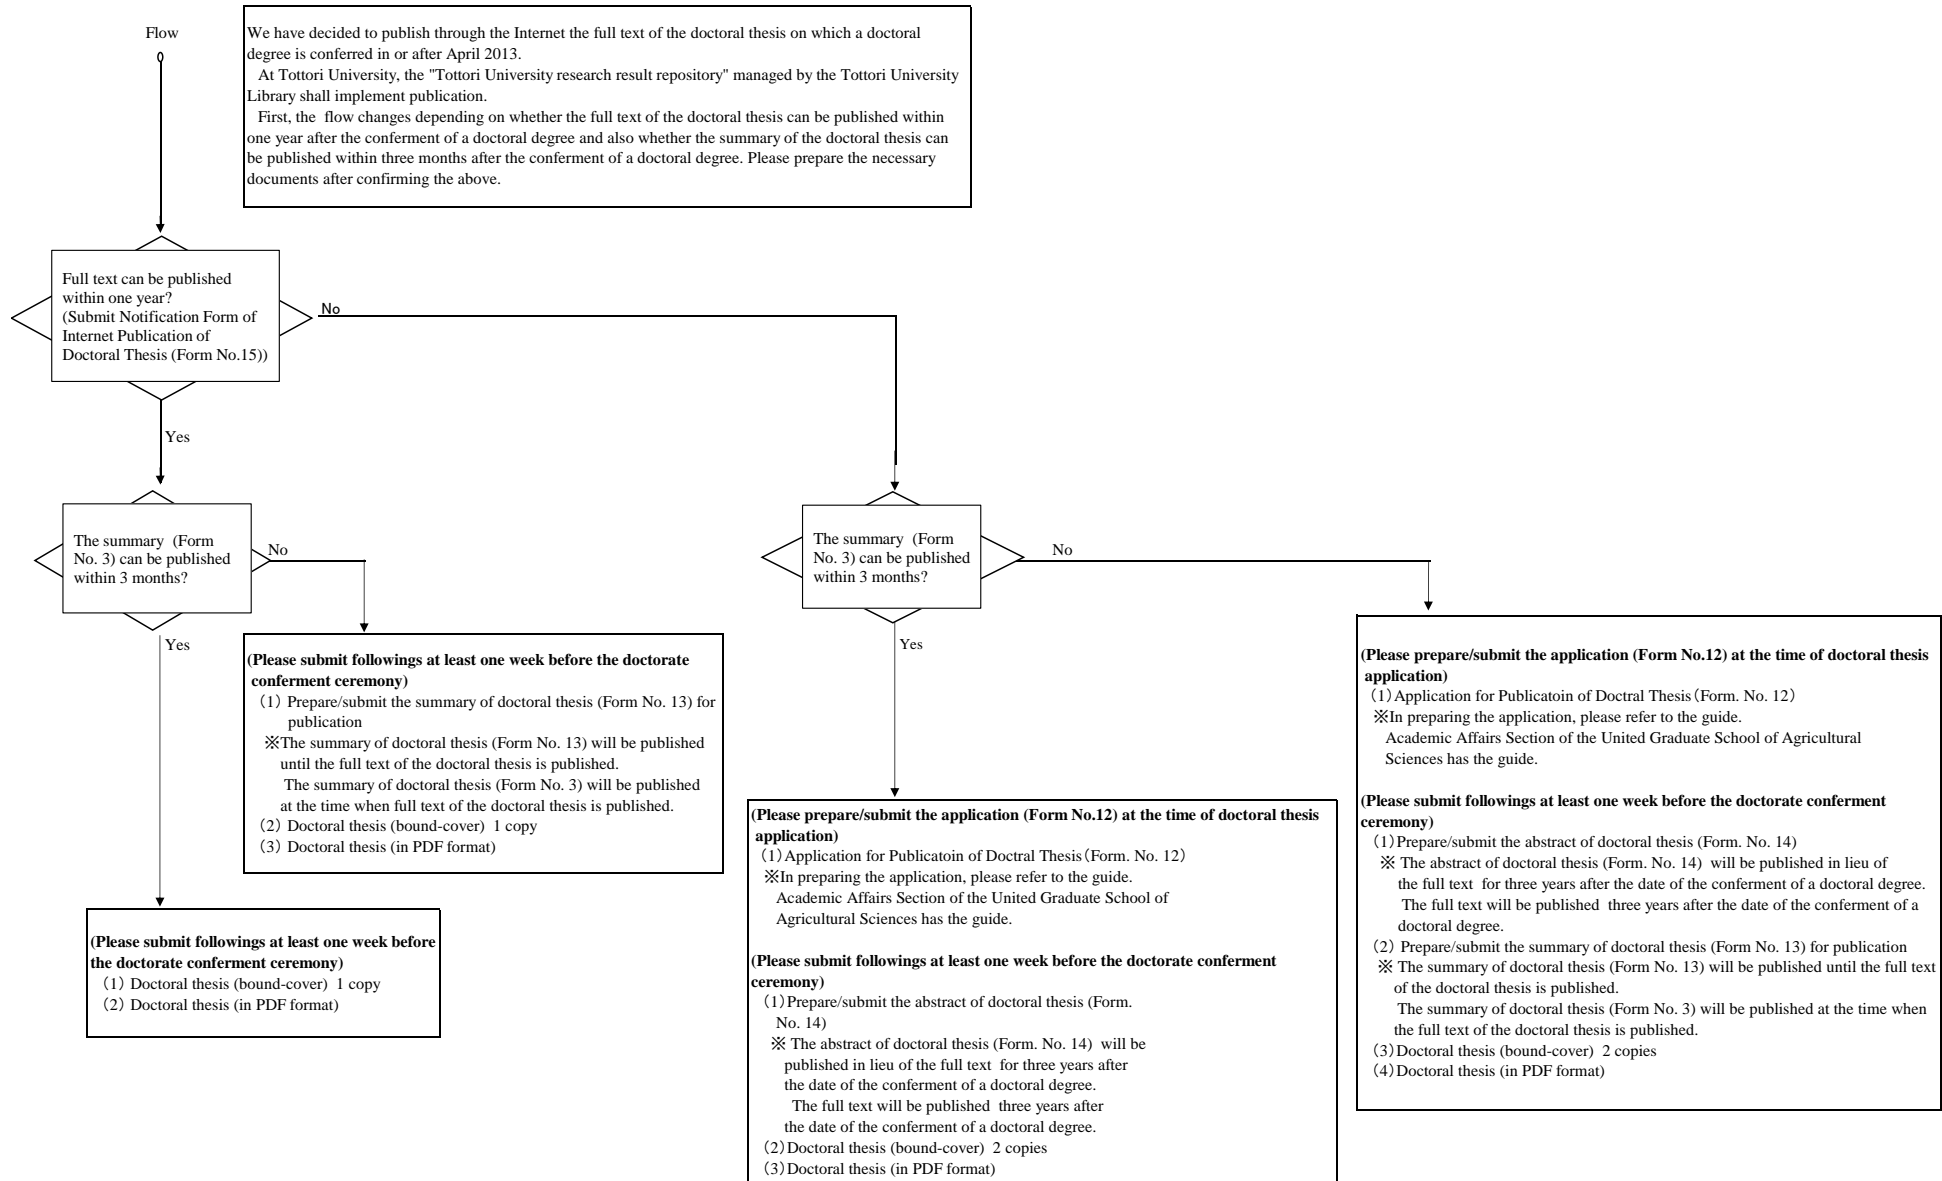 Flow
We have decided to publish through the Internet the full text of the doctoral thesis on which a doctoral
degree is conferred in or after April 2013.
At Tottori University, the "Tottori University research result repository" managed by the Tottori University
Library shall implement publication.
First, the flow changes depending on whether the full text of the doctoral thesis can be published within
one year after the conferment of a doctoral degree and also whether the summary of the doctoral thesis can
be published within three months after the conferment of a doctoral degree. Please prepare the necessary
documents after confirming the above.
Full text can be published
within one year?
(Submit Notification Form of
Internet Publication of
Doctoral Thesis (Form No.15))
No
Yes
The summary (Form
No. 3) can be published
within 3 months?
No
Yes
(Please submit followings at least one week before the doctorate
conferment ceremony)
（1）Prepare/submit the summary of doctoral thesis (Form No. 13) for
publication
※The summary of doctoral thesis (Form No. 13) will be published
until the full text of the doctoral thesis is published.
The summary of doctoral thesis (Form No. 3) will be published
at the time when full text of the doctoral thesis is published.
（2）Doctoral thesis (bound-cover) 1 copy
（3）Doctoral thesis (in PDF format)
(Please submit followings at least one week before
the doctorate conferment ceremony)
（1）Doctoral thesis (bound-cover) 1 copy
（2）Doctoral thesis (in PDF format)
The summary (Form
No. 3) can be published
within 3 months?
No
Yes
(Please prepare/submit the application (Form No.12) at the time of doctoral thesis
application)
（1）Application for Publicatoin of Doctral Thesis（Form. No. 12）
※In preparing the application, please refer to the guide.
Academic Affairs Section of the United Graduate School of
Agricultural Sciences has the guide.
(Please submit followings at least one week before the doctorate conferment
ceremony)
（1）Prepare/submit the abstract of doctoral thesis (Form.
No. 14)
※ The abstract of doctoral thesis (Form. No. 14) will be
published in lieu of the full text for three years after
the date of the conferment of a doctoral degree.
The full text will be published three years after
the date of the conferment of a doctoral degree.
（2）Doctoral thesis (bound-cover) 2 copies
（3）Doctoral thesis (in PDF format)
(Please prepare/submit the application (Form No.12) at the time of doctoral thesis
application)
（1）Application for Publicatoin of Doctral Thesis（Form. No. 12）
※In preparing the application, please refer to the guide.
Academic Affairs Section of the United Graduate School of Agricultural
Sciences has the guide.
(Please submit followings at least one week before the doctorate conferment
ceremony)
（1）Prepare/submit the abstract of doctoral thesis (Form. No. 14)
※ The abstract of doctoral thesis (Form. No. 14) will be published in lieu of
the full text for three years after the date of the conferment of a doctoral degree.
The full text will be published three years after the date of the conferment of a
doctoral degree.
（2）Prepare/submit the summary of doctoral thesis (Form No. 13) for publication
※ The summary of doctoral thesis (Form No. 13) will be published until the full text
of the doctoral thesis is published.
The summary of doctoral thesis (Form No. 3) will be published at the time when
the full text of the doctoral thesis is published.
（3）Doctoral thesis (bound-cover) 2 copies
（4）Doctoral thesis (in PDF format)